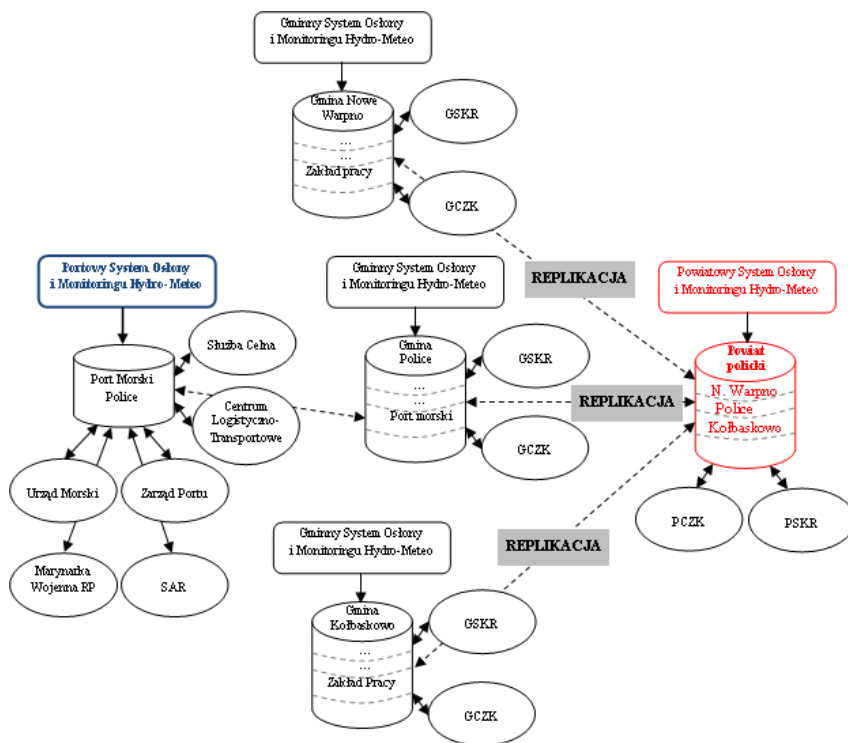 Gminny System Osłony
i Monitoringu Hydro-Meteo
Gmina Nowe
Warpno
...
...
Zakład pracy
GSKR
GCZK
REPLIKACJA
Portowy System Osłony
i Monitoringu Hydro-Meteo
Gminny System Osłony
i Monitoringu Hydro-Meteo
Powiatowy System Osłony
i Monitoringu Hydro-Meteo
Port Morski
Police
Służba Celna
Centrum
Logistyczno-
Transportowe
Urząd Morski
Zarząd Portu
Marynarka
Wojenna RP
SAR
Gmina
Police
...
...
Port morski
GSKR
GCZK
REPLIKACJA
Powiat
policki
N. Warpno
Police
Kołbaskowo
PCZK
PSKR
Gminny System Osłony
i Monitoringu Hydro-Meteo
REPLIKACJA
Gmina
Kołbaskowo
...
...
Zakład Pracy
GSKR
GCZK